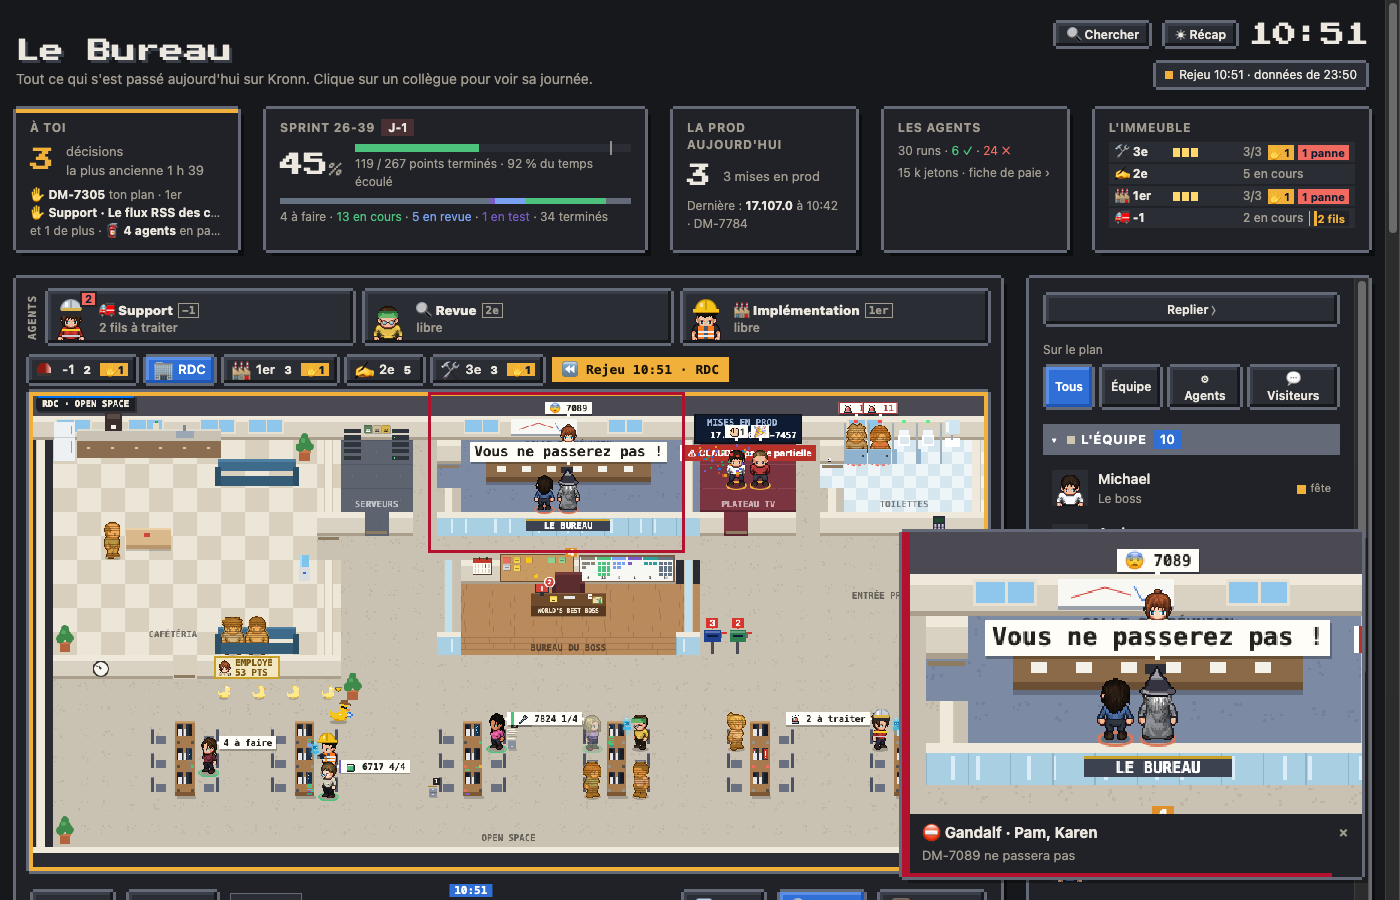 Le Bureau
Tout ce qui s'est passé aujourd'hui sur Kronn. Clique sur un collègue pour voir sa journée.
Chercher
Récap
10:51
Rejeu 10:51 · données de 23:50
À TOI
3 décisions
la plus ancienne 1 h 39
DM-7305 ton plan · 1er
Support · Le flux RSS des c...
et 1 de plus · 4 agents en pa...
SPRINT 26-39 J-1
45%
119 / 267 points terminés · 92 % du temps
écoulé
4 à faire · 13 en cours · 5 en revue · 1 en test · 34 terminés
LA PROD
AUJOURD'HUI
3 3 mises en prod
Dernière : 17.107.0 à 10:42
· DM-7784
LES AGENTS
30 runs · 6 ✓ · 24 ✕
15 k jetons · fiche de paie ›
L'IMMEUBLE
3e 3/3 1 1 panne
2e 5 en cours
1er 3/3 1 1 panne
-1 2 en cours 2 fils
AGENTS
2
Support -1
2 fils à traiter
Revue 2e
libre
Implémentation 1er
libre
-1 2 1
RDC
1er 3 1
2e 5
3e 3 1
Rejeu 10:51 · RDC
RDC · OPEN SPACE
7089
Vous ne passerez pas !
LE BUREAU
SERVEURS
MISES EN PROD
PLATEAU TV
11
TOILETTES
WORLD'S BEST BOSS
BUREAU DU BOSS
3 2
CAFÉTÉRIA
EMPLOYE
53 PTS
4 à faire
6717 4/4
7824 1/4
2 à traiter
OPEN SPACE
10:51
Replier ›
Sur le plan
Tous
Équipe
Agents
Visiteurs
L'ÉQUIPE 10
Michael
Le boss
fête
7089
Vous ne passerez pas !
LE BUREAU
Gandalf · Pam, Karen
×
DM-7089 ne passera pas